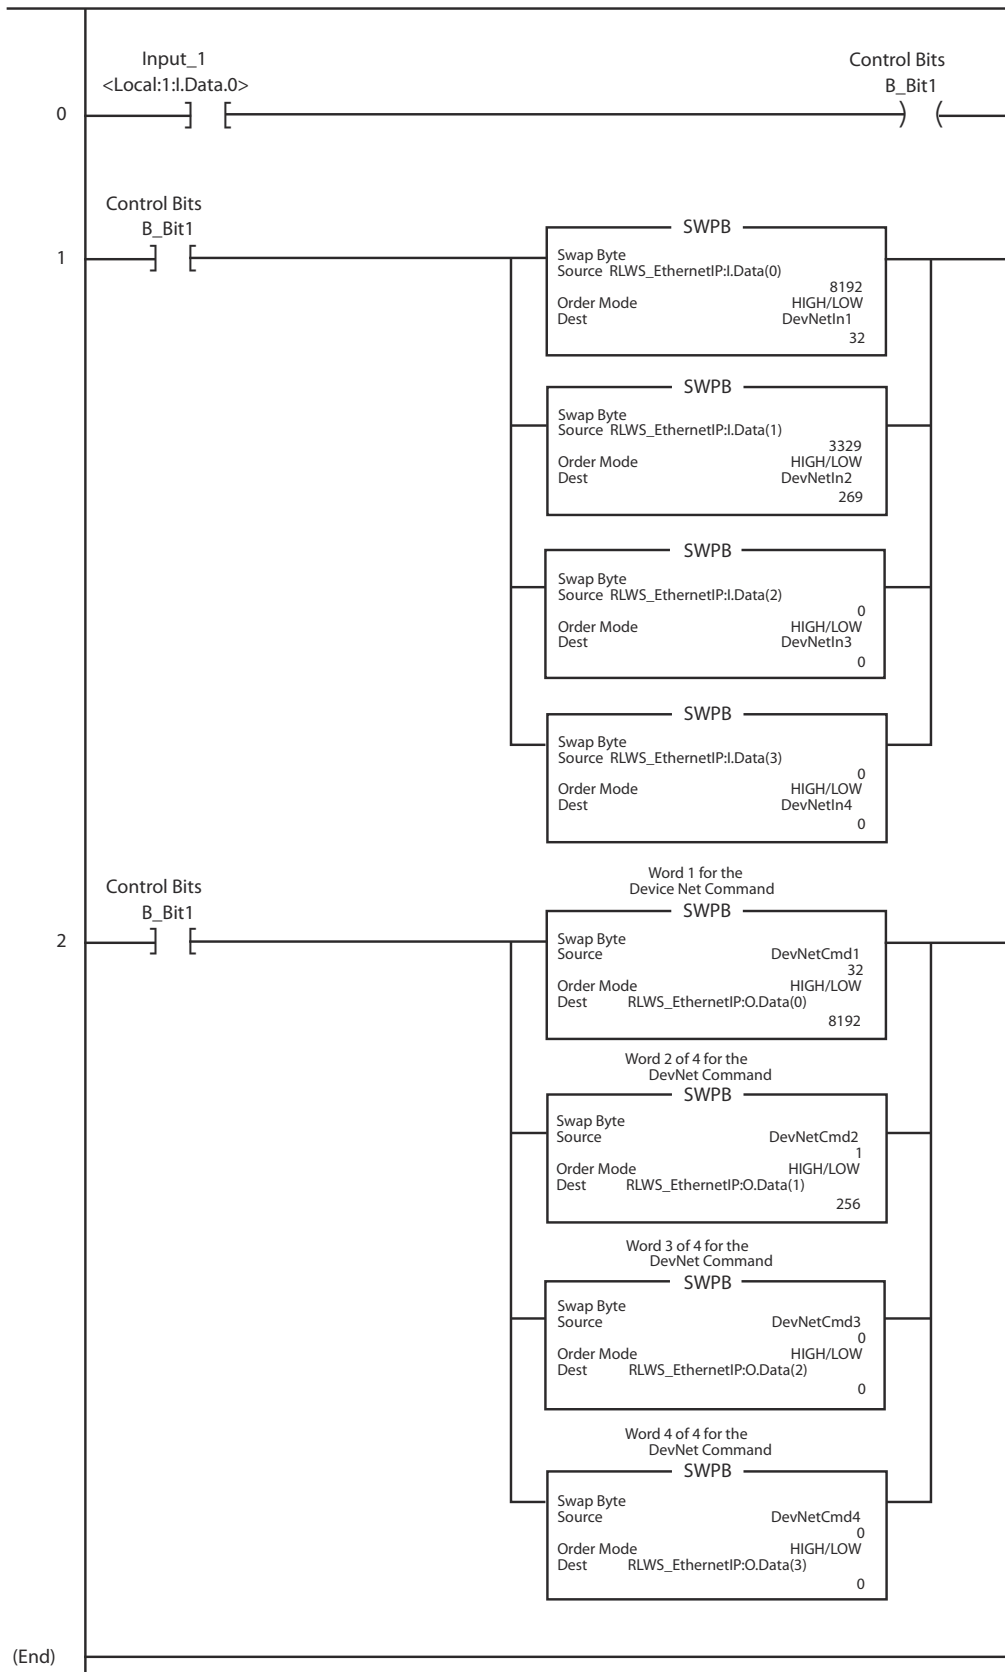 Input_1
<Local:1:I.Data.0>
Control Bits
B_Bit1
0
Control Bits
B_Bit1
1
SWPB
Swap Byte
Source RLWS_EthernetIP:I.Data(0)
8192
Order Mode HIGH/LOW
Dest DevNetIn1
32
SWPB
Swap Byte
Source RLWS_EthernetIP:I.Data(1)
3329
Order Mode HIGH/LOW
Dest DevNetIn2
269
SWPB
Swap Byte
Source RLWS_EthernetIP:I.Data(2)
0
Order Mode HIGH/LOW
Dest DevNetIn3
0
SWPB
Swap Byte
Source RLWS_EthernetIP:I.Data(3)
0
Order Mode HIGH/LOW
Dest DevNetIn4
0
Control Bits
B_Bit1
2
Word 1 for the
Device Net Command
SWPB
Swap Byte
Source DevNetCmd1
32
Order Mode HIGH/LOW
Dest RLWS_EthernetIP:O.Data(0)
8192
Word 2 of 4 for the
DevNet Command
SWPB
Swap Byte
Source DevNetCmd2
1
Order Mode HIGH/LOW
Dest RLWS_EthernetIP:O.Data(1)
256
Word 3 of 4 for the
DevNet Command
SWPB
Swap Byte
Source DevNetCmd3
0
Order Mode HIGH/LOW
Dest RLWS_EthernetIP:O.Data(2)
0
Word 4 of 4 for the
DevNet Command
SWPB
Swap Byte
Source DevNetCmd4
0
Order Mode HIGH/LOW
Dest RLWS_EthernetIP:O.Data(3)
0
(End)